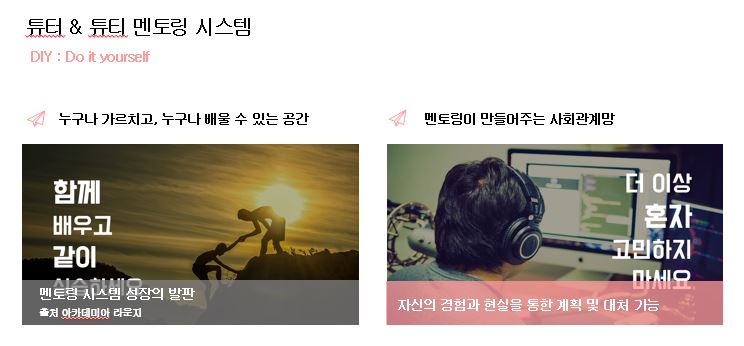 튜터 & 튜티 멘토링 시스템
DIY : Do it yourself
누구나 가르치고, 누구나 배울 수 있는 공간
멘토링이 만들어주는 사회관계망
함께
배우고
같이
멘토링 시스템 성장의 발판
출처 아카데미아 라운지
더 이상
혼자
고민하지
마세요
자신의 경험과 현실을 통한 계획 및 대처 가능